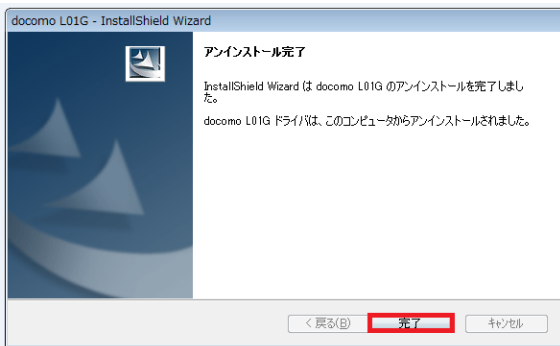 docomo L01G - InstallShield Wizard
アンインストール完了
InstallShield Wizard は docomo L01G のアンインストールを完了しまし
た。
docomo L01G ドライバは、このコンピュータからアンインストールされました。
< 戻る(B)
完了
キャンセル